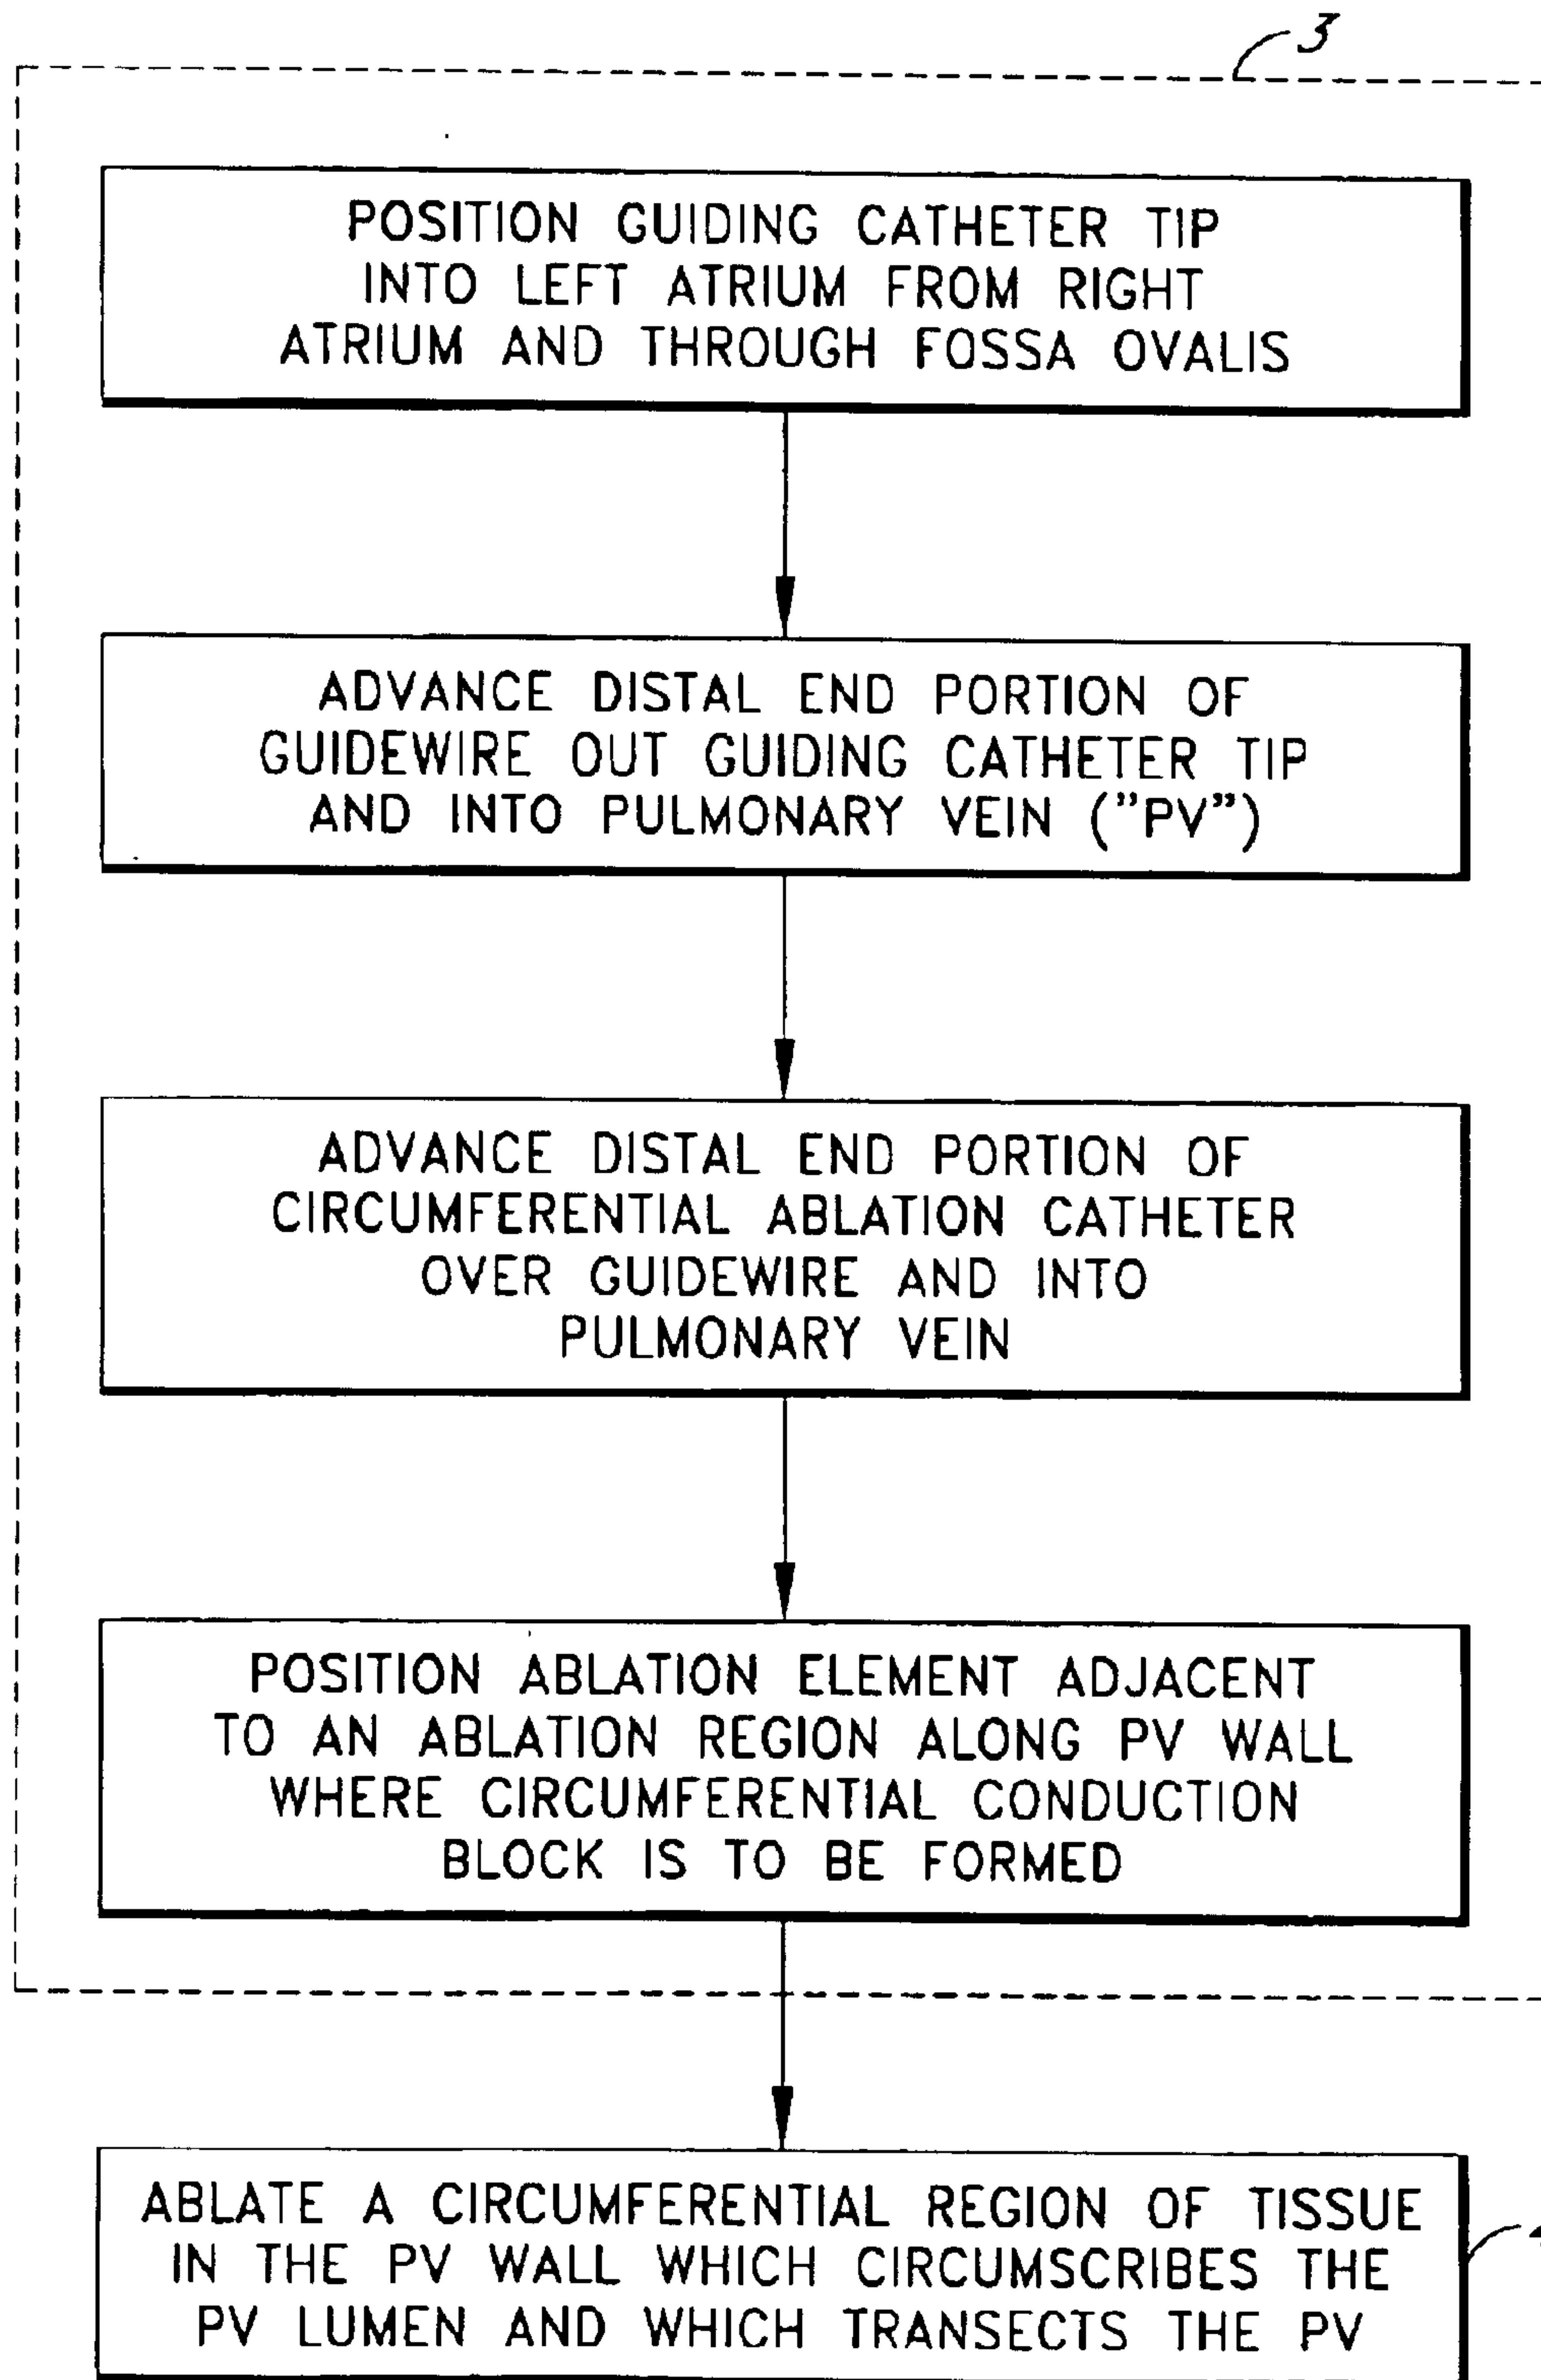 3
POSITION GUIDING CATHETER TIP
INTO LEFT ATRIUM FROM RIGHT
ATRIUM AND THROUGH FOSSA OVALIS
ADVANCE DISTAL END PORTION OF
GUIDEWIRE OUT GUIDING CATHETER TIP
AND INTO PULMONARY VEIN ("PV")
ADVANCE DISTAL END PORTION OF
CIRCUMFERENTIAL ABLATION CATHETER
OVER GUIDEWIRE AND INTO
PULMONARY VEIN
POSITION ABLATION ELEMENT ADJACENT
TO AN ABLATION REGION ALONG PV WALL
WHERE CIRCUMFERENTIAL CONDUCTION
BLOCK IS TO BE FORMED
ABLATE A CIRCUMFERENTIAL REGION OF TISSUE
IN THE PV WALL WHICH CIRCUMSCRIBES THE
PV LUMEN AND WHICH TRANSECTS THE PV